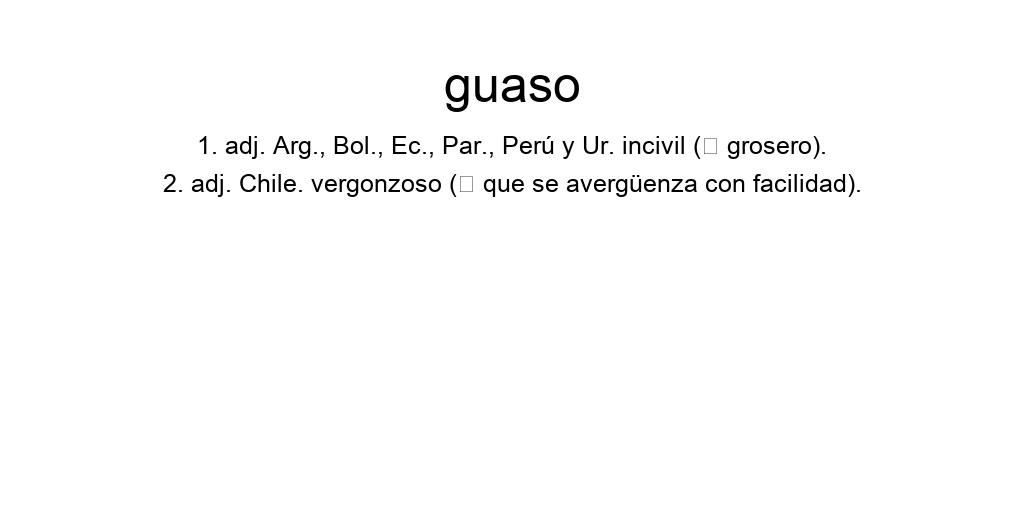 guaso
1. adj. Arg., Bol., Ec., Par., Perú y Ur. incivil (□ grosero).
2. adj. Chile. vergonzoso (□ que se avergüenza con facilidad).